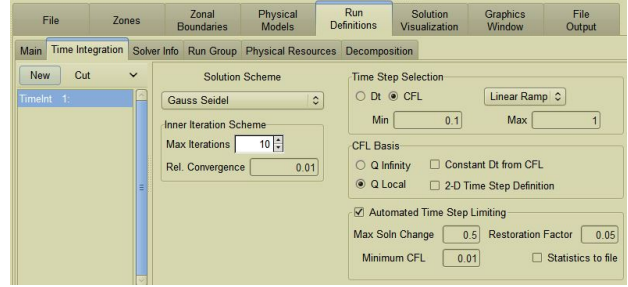 File Zones Zonal Boundaries Physical Models Run Definitions Solution Visualization Graphics Window File Output
Main Time Integration Solver Info Run Group Physical Resources Decomposition
New Cut
TimeInt 1:
Solution Scheme
Gauss Seidel
Inner Iteration Scheme
Max Iterations 10
Rel. Convergence 0.01
Time Step Selection
Dt CFL Linear Ramp
Min 0.1 Max 1
CFL Basis
Q Infinity Constant Dt from CFL
Q Local 2-D Time Step Definition
Automated Time Step Limiting
Max Soln Change 0.5 Restoration Factor 0.05
Minimum CFL 0.01 Statistics to file